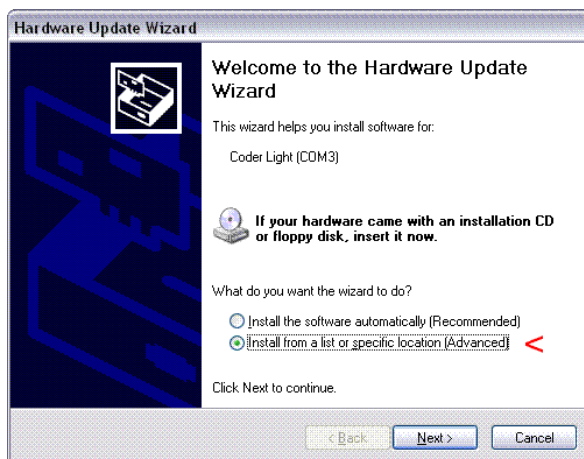 Hardware Update Wizard
Welcome to the Hardware Update
Wizard
This wizard helps you install software for:
Coder Light (COM3)
If your hardware came with an installation CD
or floppy disk, insert it now.
What do you want the wizard to do?
Install the software automatically (Recommended)
Install from a list or specific location (Advanced) <
Click Next to continue.
< Back Next > Cancel